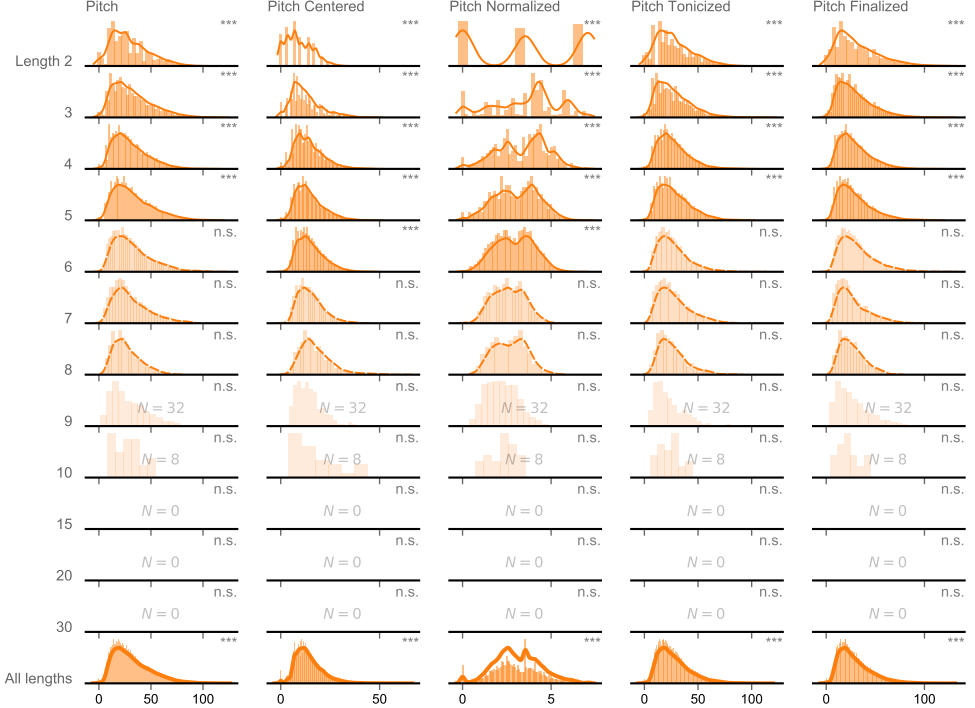 Pitch Pitch Centered Pitch Normalized Pitch Tonicized Pitch Finalized
Length 2 *** *** *** *** ***
3 *** *** *** *** ***
4 *** *** *** *** ***
5 *** *** *** *** ***
6 n.s. *** *** n.s. n.s.
7 n.s. n.s. n.s. n.s. n.s.
8 n.s. n.s. n.s. n.s. n.s.
9 N = 32 n.s. N = 32 n.s. N = 32 n.s. N = 32 n.s. N = 32 n.s.
10 N = 8 n.s. N = 8 n.s. N = 8 n.s. N = 8 n.s. N = 8 n.s.
15 N = 0 n.s. N = 0 n.s. N = 0 n.s. N = 0 n.s. N = 0 n.s.
20 N = 0 n.s. N = 0 n.s. N = 0 n.s. N = 0 n.s. N = 0 n.s.
30 N = 0 n.s. N = 0 n.s. N = 0 n.s. N = 0 n.s. N = 0 n.s.
All lengths *** *** *** *** ***
0 50 100 0 50 0 5 0 50 100 0 100